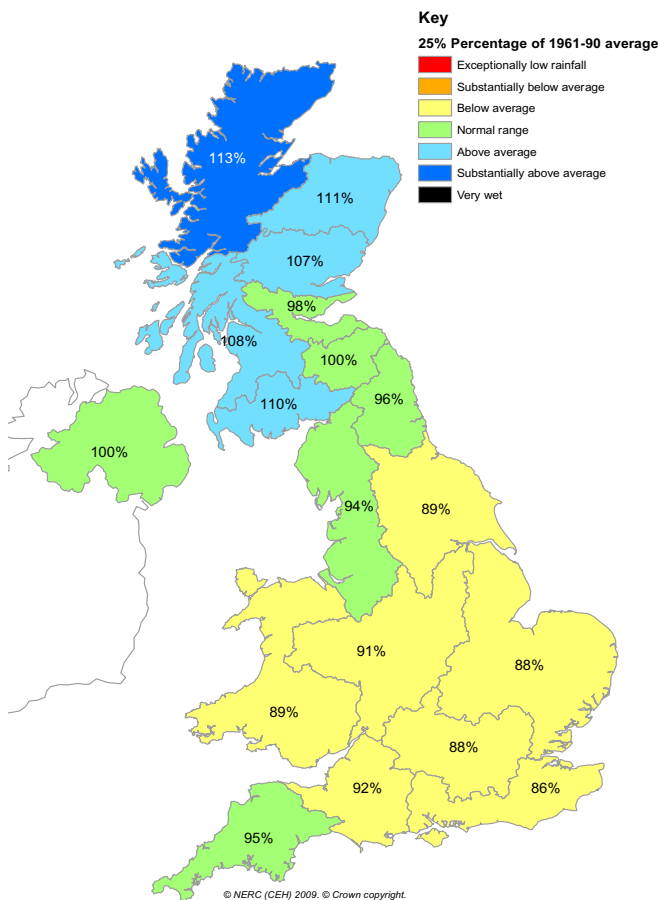 Key
25% Percentage of 1961-90 average
Exceptionally low rainfall
Substantially below average
Below average
Normal range
Above average
Substantially above average
Very wet
113%
111%
107%
98%
108%
100%
110%
96%
100%
94%
89%
91%
88%
89%
88%
92%
86%
95%
© NERC (CEH) 2009. © Crown copyright.